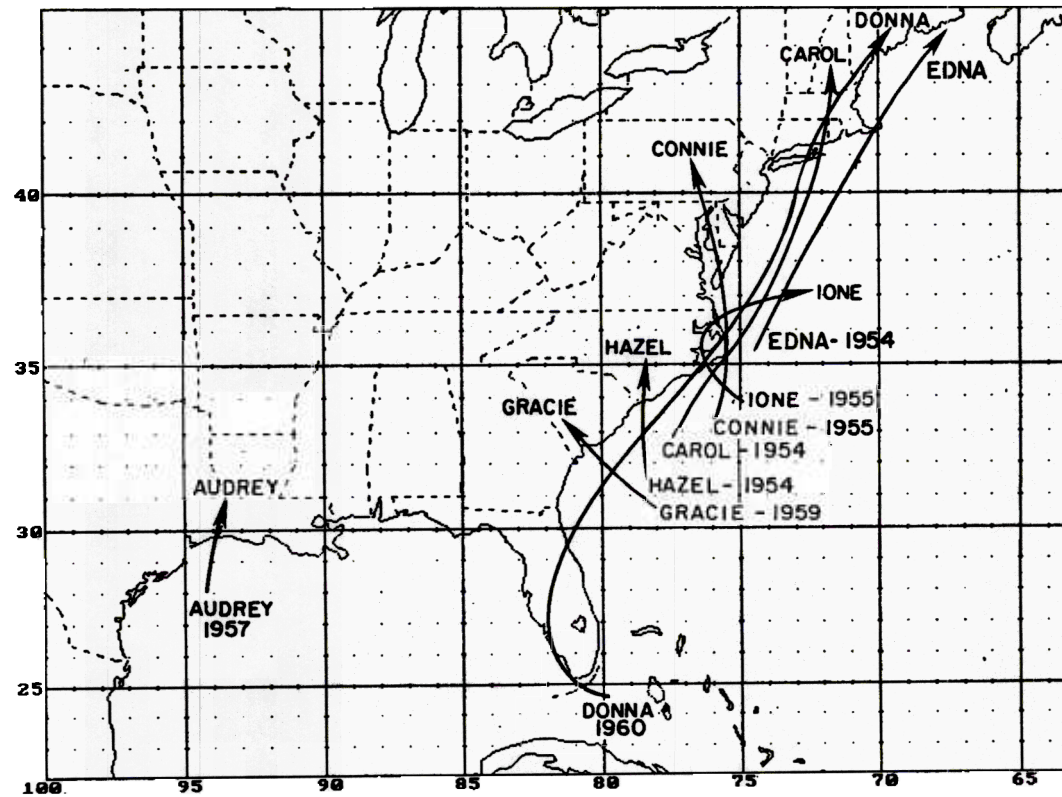 DONNA
CAROL
EDNA
CONNIE
40
IONE
HAZEL
EDNA - 1954
35
GRACIE
IONE - 1955
CONNIE - 1955
CAROL - 1954
AUDREY
HAZEL - 1954
GRACIE - 1959
30
AUDREY
1957
25
DONNA
1960
100. 95 90 85 80 75 70 65